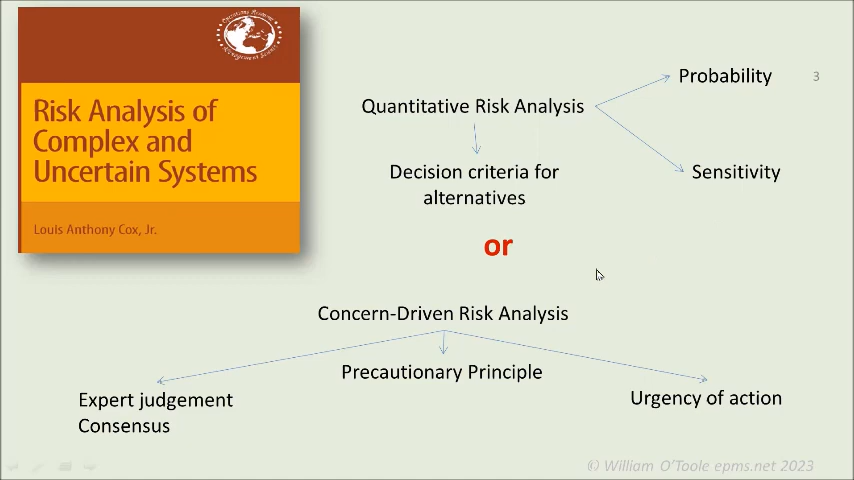 Risk Analysis of
Complex and
Uncertain Systems
Louis Anthony Cox, Jr.
Probability
3
Quantitative Risk Analysis
Decision criteria for
alternatives
Sensitivity
or
Concern-Driven Risk Analysis
Precautionary Principle
Expert judgement
Consensus
Urgency of action
© William O'Toole epms.net 2023